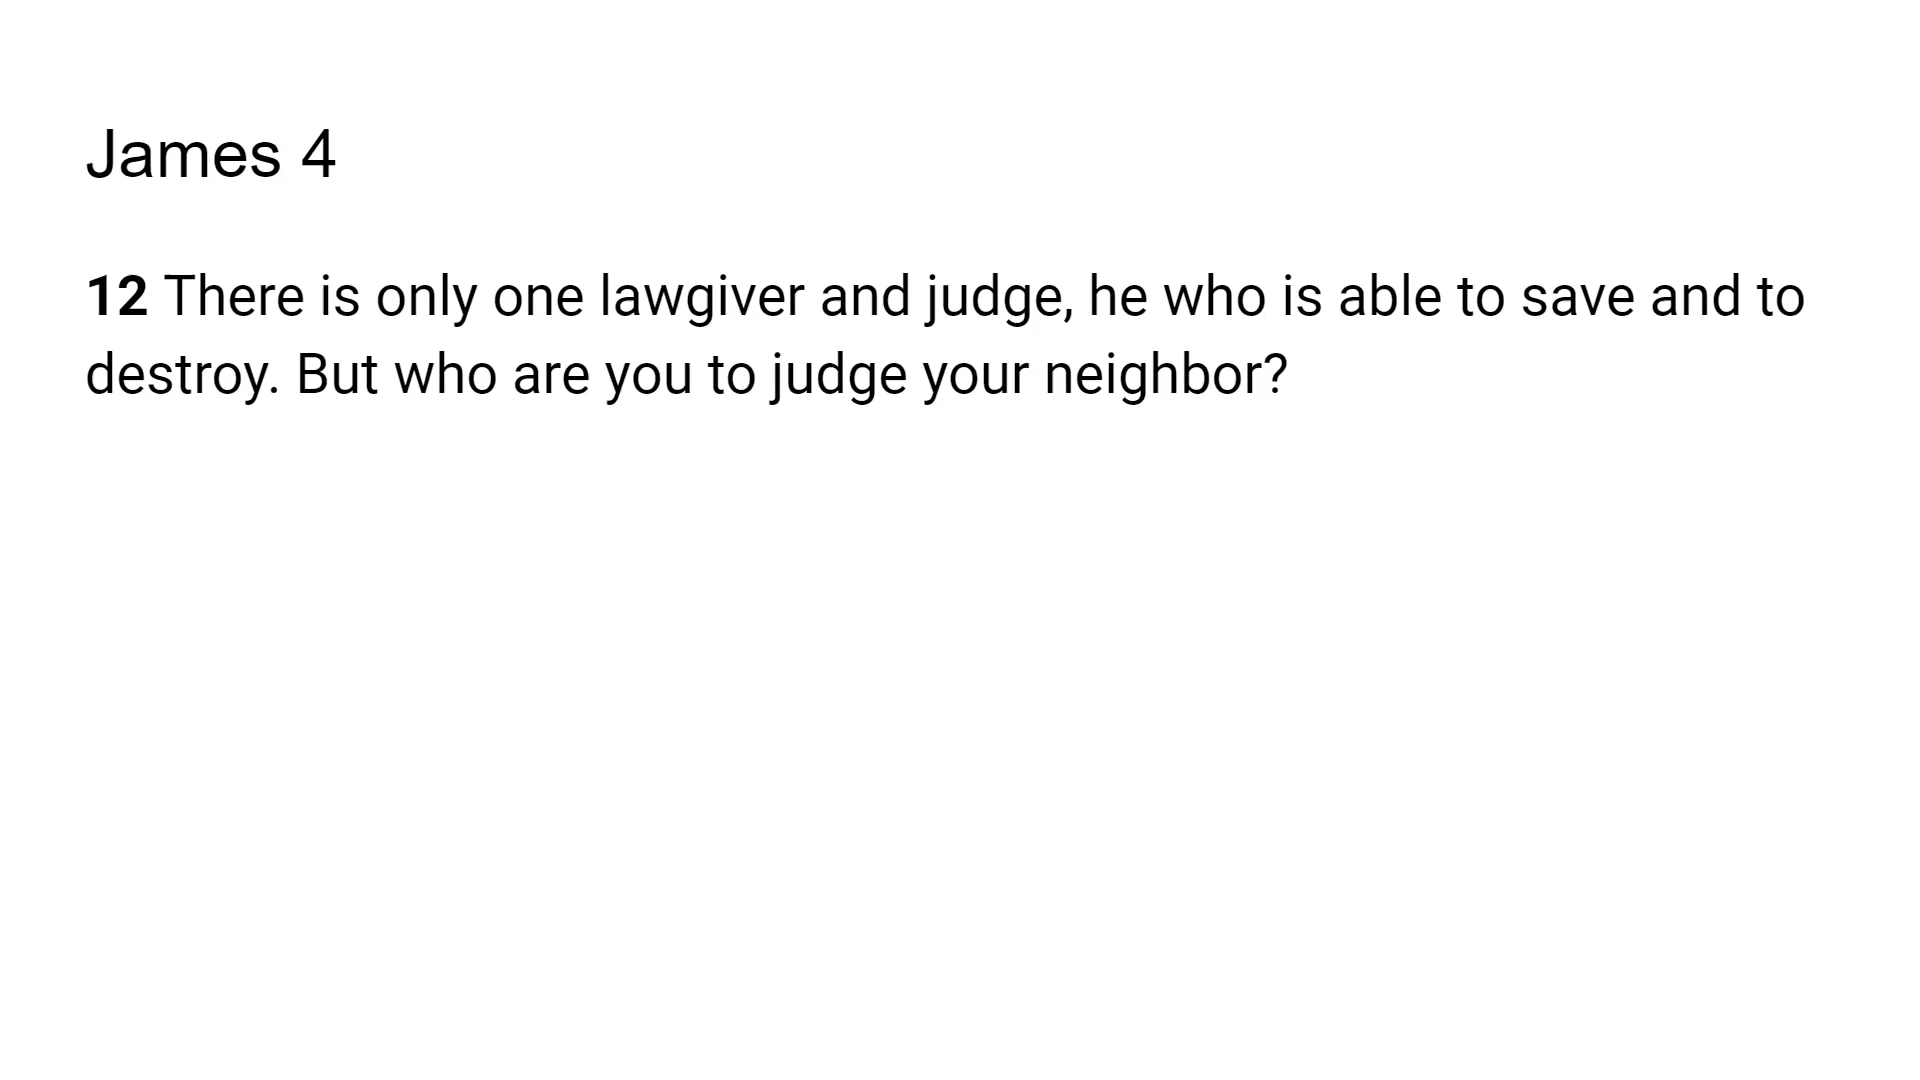 James 4
12 There is only one lawgiver and judge, he who is able to save and to
destroy. But who are you to judge your neighbor?